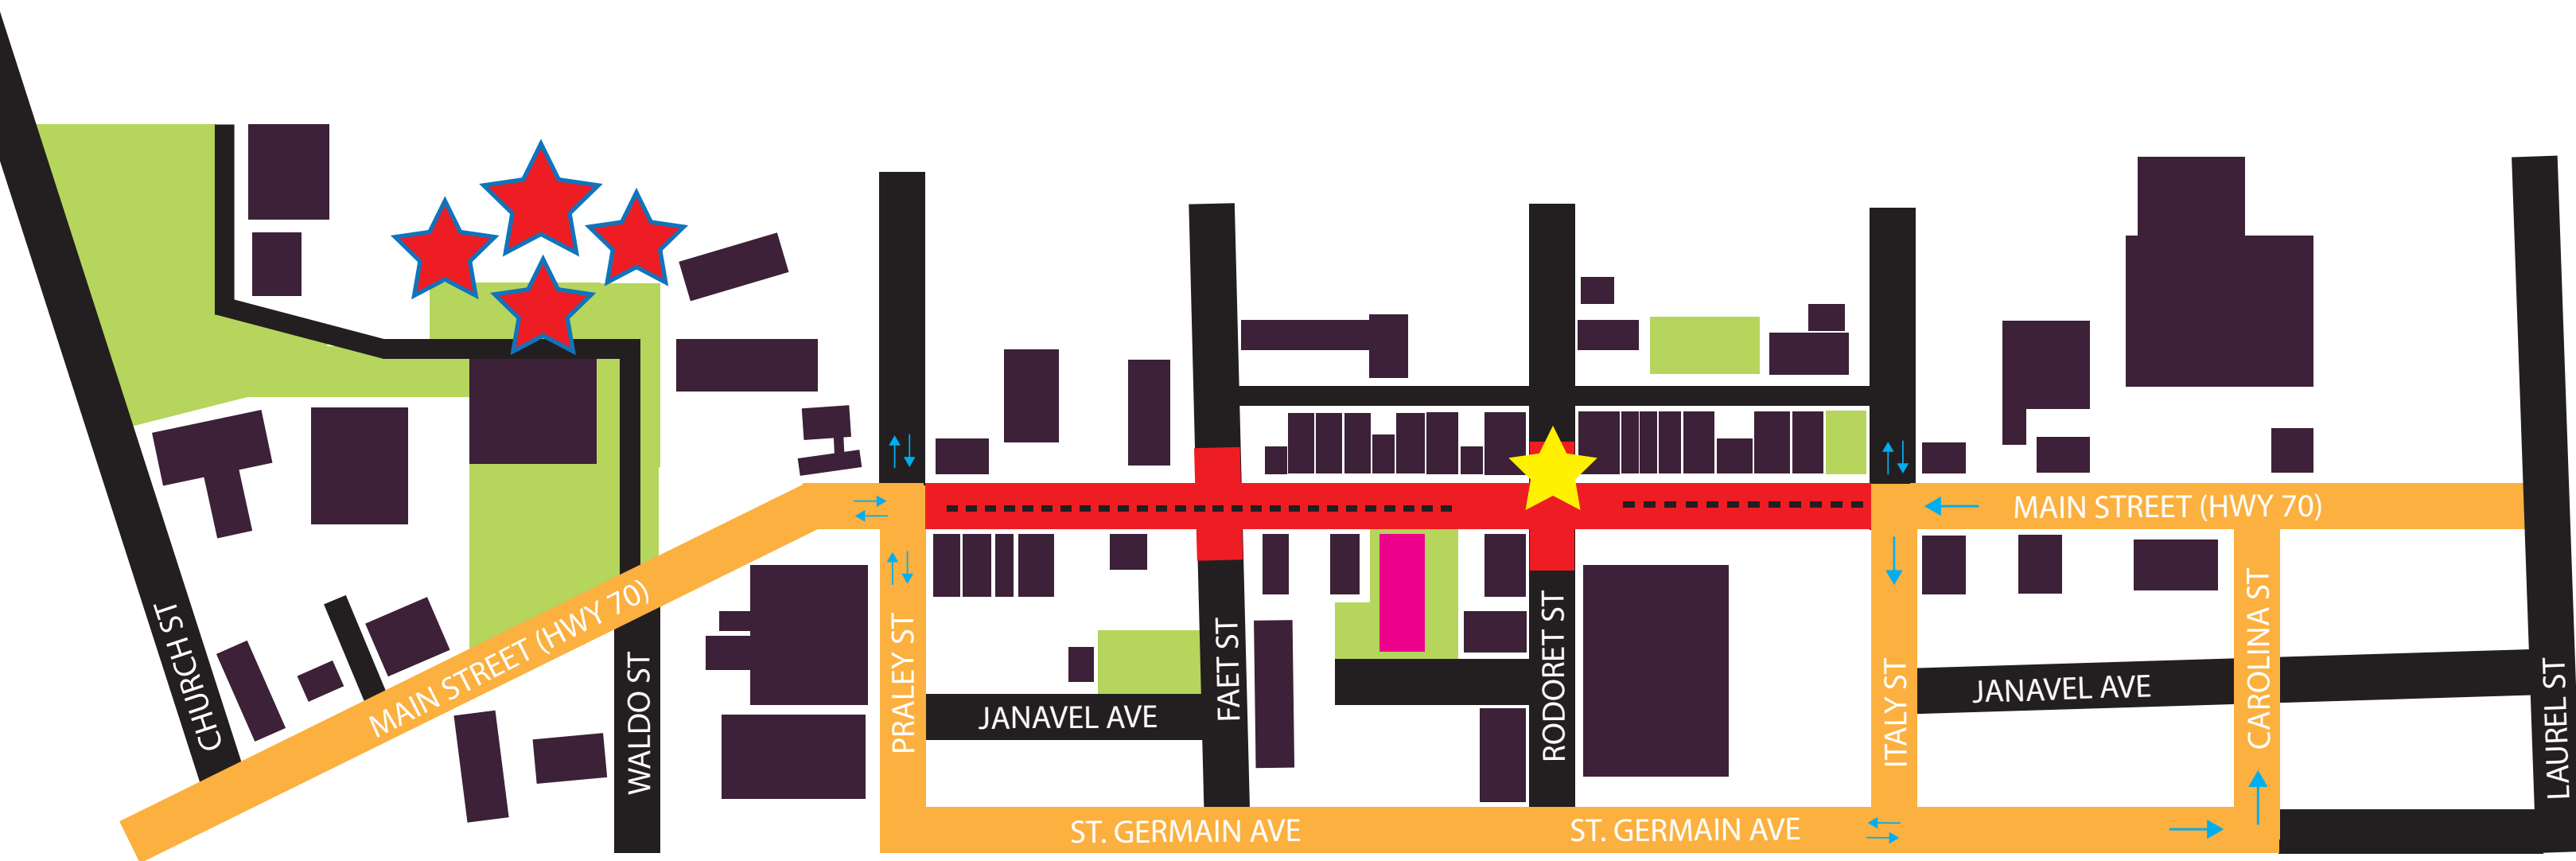 MAIN STREET (HWY 70)
CHURCH ST
MAIN STREET (HWY 70)
WALDO ST
PRALEY ST
JANAVEL AVE
FAET ST
RODORET ST
ITALY ST
JANAVEL AVE
CAROLINA ST
LAUREL ST
ST. GERMAIN AVE
ST. GERMAIN AVE